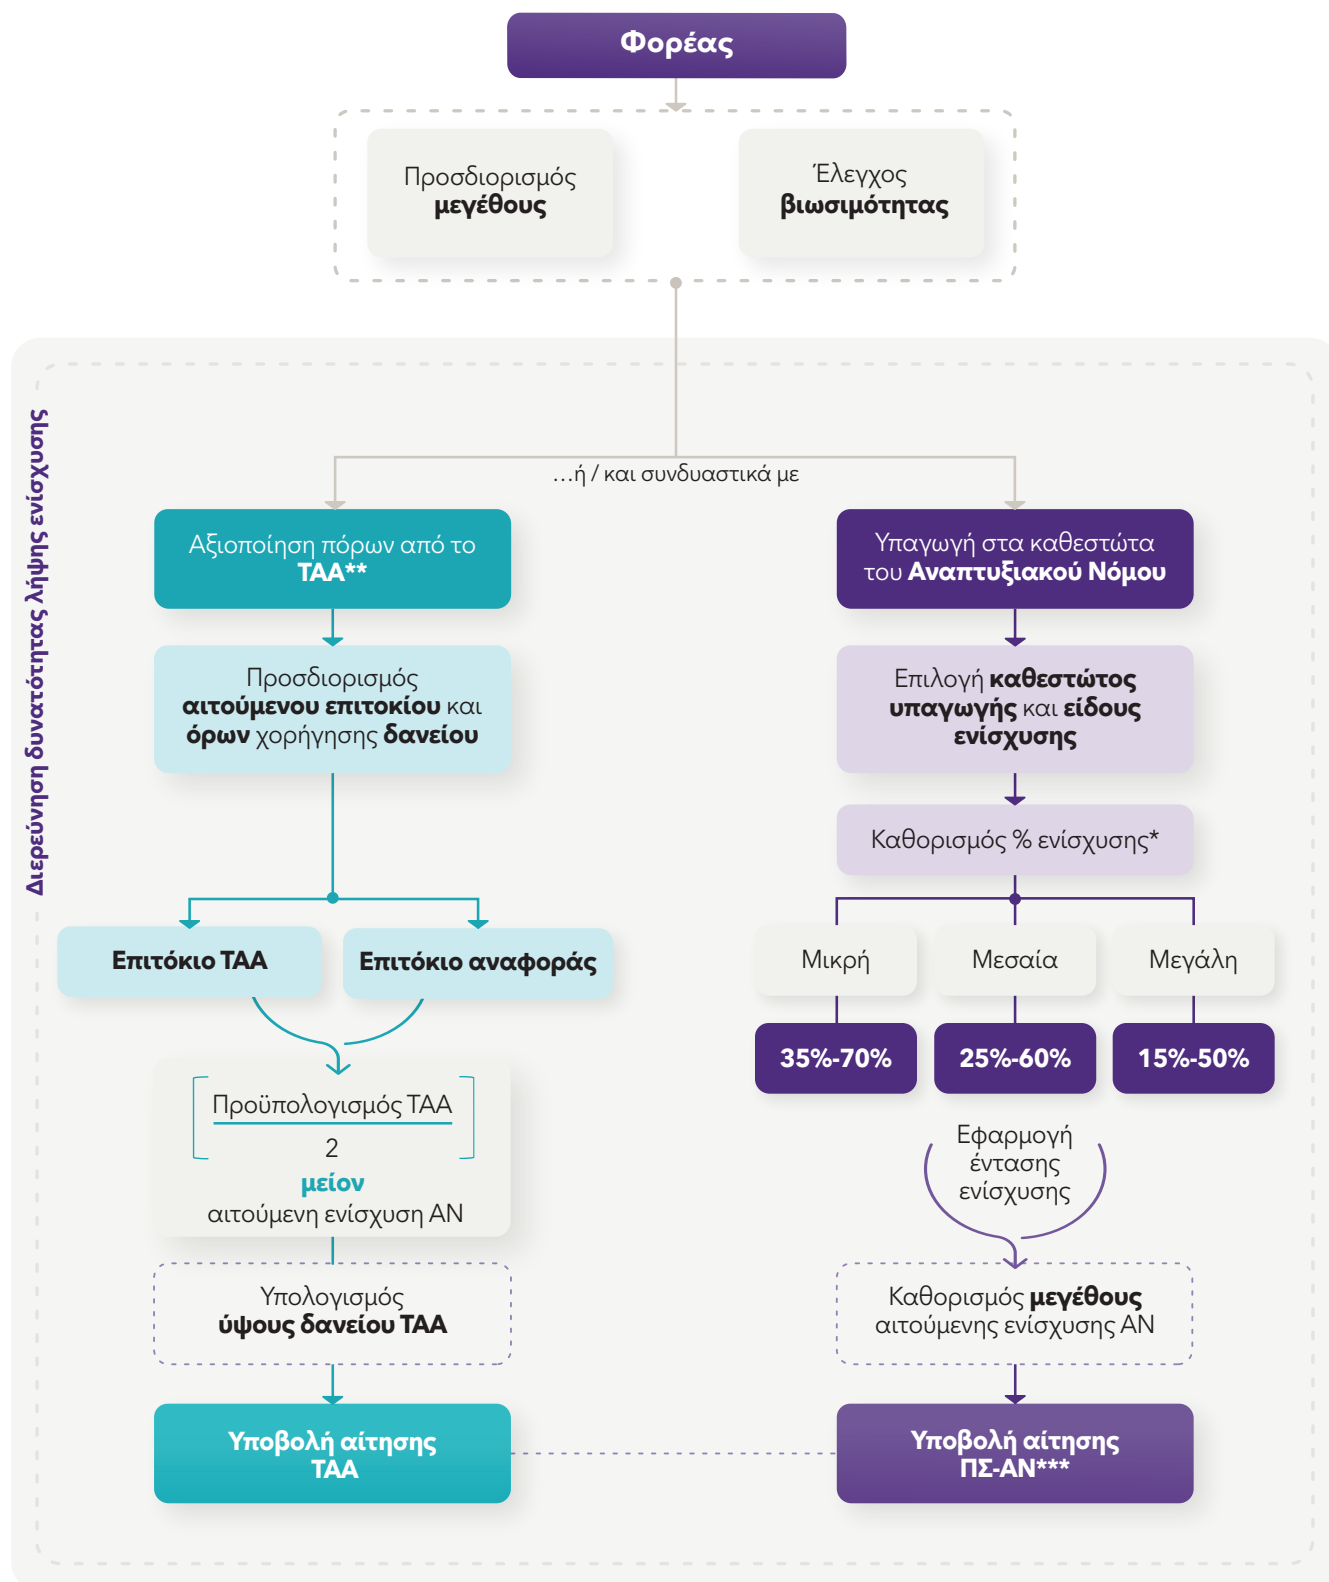 Φορέας
Προσδιορισμός
μεγέθους
Έλεγχος
βιωσιμότητας
Διερεύνηση δυνατότητας λήψης ενίσχυσης
...ή / και συνδυαστικά με
Αξιοποίηση πόρων από το
ΤΑΑ**
Υπαγωγή στα καθεστώτα
του Αναπτυξιακού Νόμου
Προσδιορισμός
αιτούμενου επιτοκίου και
όρων χορήγησης δανείου
Επιλογή καθεστώτος
υπαγωγής και είδους
ενίσχυσης
Καθορισμός % ενίσχυσης*
Επιτόκιο ΤΑΑ
Επιτόκιο αναφοράς
Μικρή
Μεσαία
Μεγάλη
35%-70%
25%-60%
15%-50%
Προϋπολογισμός ΤΑΑ
2
μείον
αιτούμενη ενίσχυση ΑΝ
Εφαρμογή
έντασης
ενίσχυσης
Υπολογισμός
ύψους δανείου ΤΑΑ
Καθορισμός μεγέθους
αιτούμενης ενίσχυσης ΑΝ
Υποβολή αίτησης
ΤΑΑ
Υποβολή αίτησης
ΠΣ-ΑΝ***